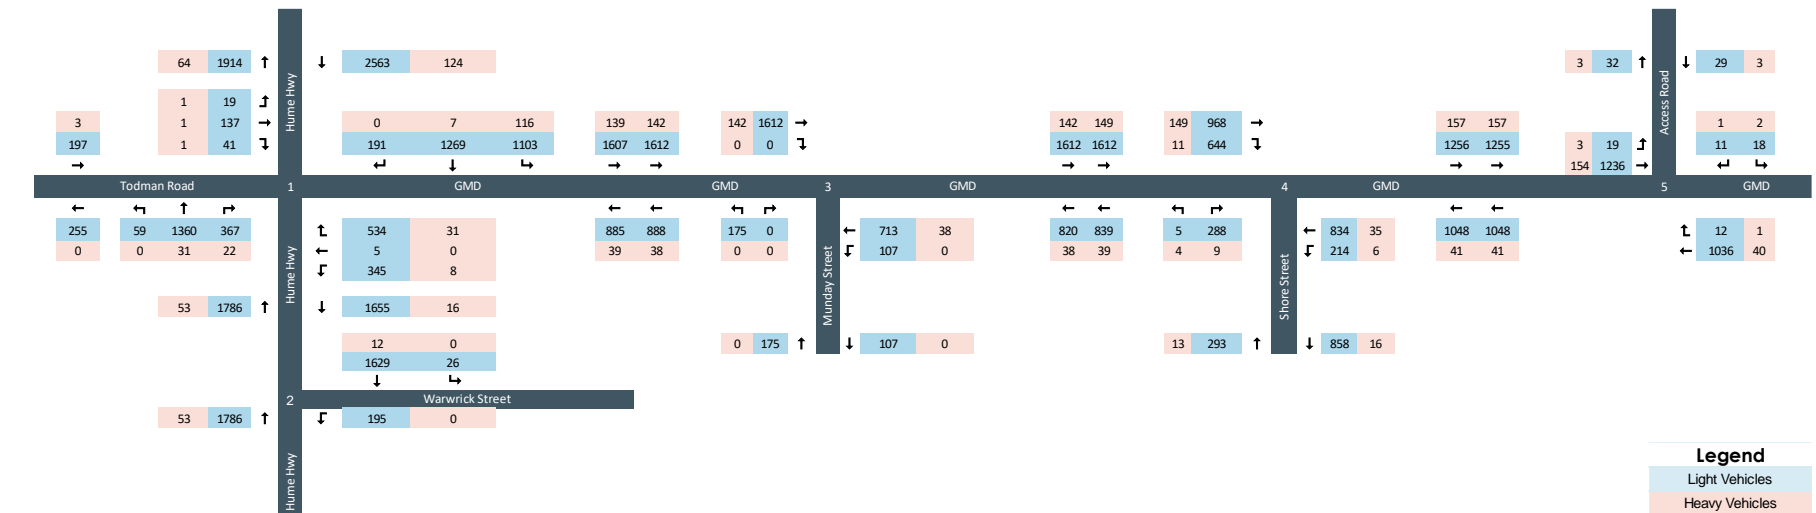 64 1914 ↑ ↓ 2563 124 3 32 ↑ ↓ 29 3
Hume Hwy
Access Road
1 19
3 1 137 → 0 7 116 139 142 142 1612 → 142 149 149 968 → 157 157 1 2
197 1 41 191 1269 1103 1607 1612 0 0 1612 1612 11 644 1256 1255 3 19 11 18
→ ↓ → → → → → → 154 1236 →
Todman Road 1 GMD GMD 3 GMD 4 GMD 5 GMD
← ↑ ← ← ← ← ← ←
255 59 1360 367 534 31 885 888 175 0 ← 713 38 820 839 5 288 ← 834 35 1048 1048 12 1
0 0 31 22 ← 5 0 39 38 0 0 107 0 38 39 4 9 214 6 41 41 ← 1036 40
345 8
Hume Hwy
Munday Street
Shore Street
53 1786 ↑ ↓ 1655 16
12 0 0 175 ↑ ↓ 107 0 13 293 ↑ ↓ 858 16
1629 26
↓
2 Warwrick Street
53 1786 ↑ 195 0
Hume Hwy
Legend
Light Vehicles
Heavy Vehicles